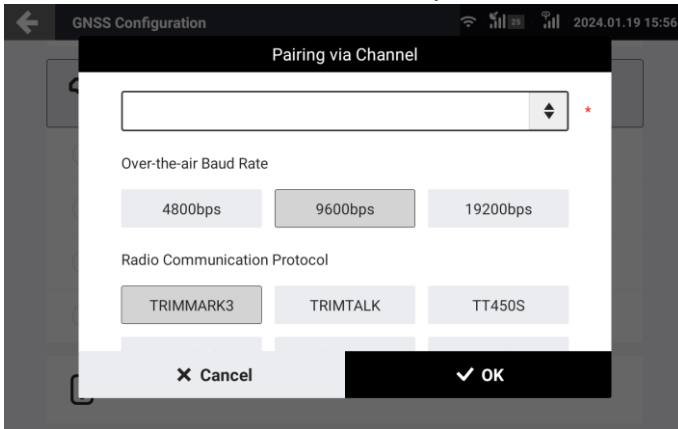 GNSS Configuration 25 2024.01.19 15:56
Pairing via Channel
*
Over-the-air Baud Rate
4800bps 9600bps 19200bps
Radio Communication Protocol
TRIMMARK3 TRIMTALK TT450S
Cancel OK